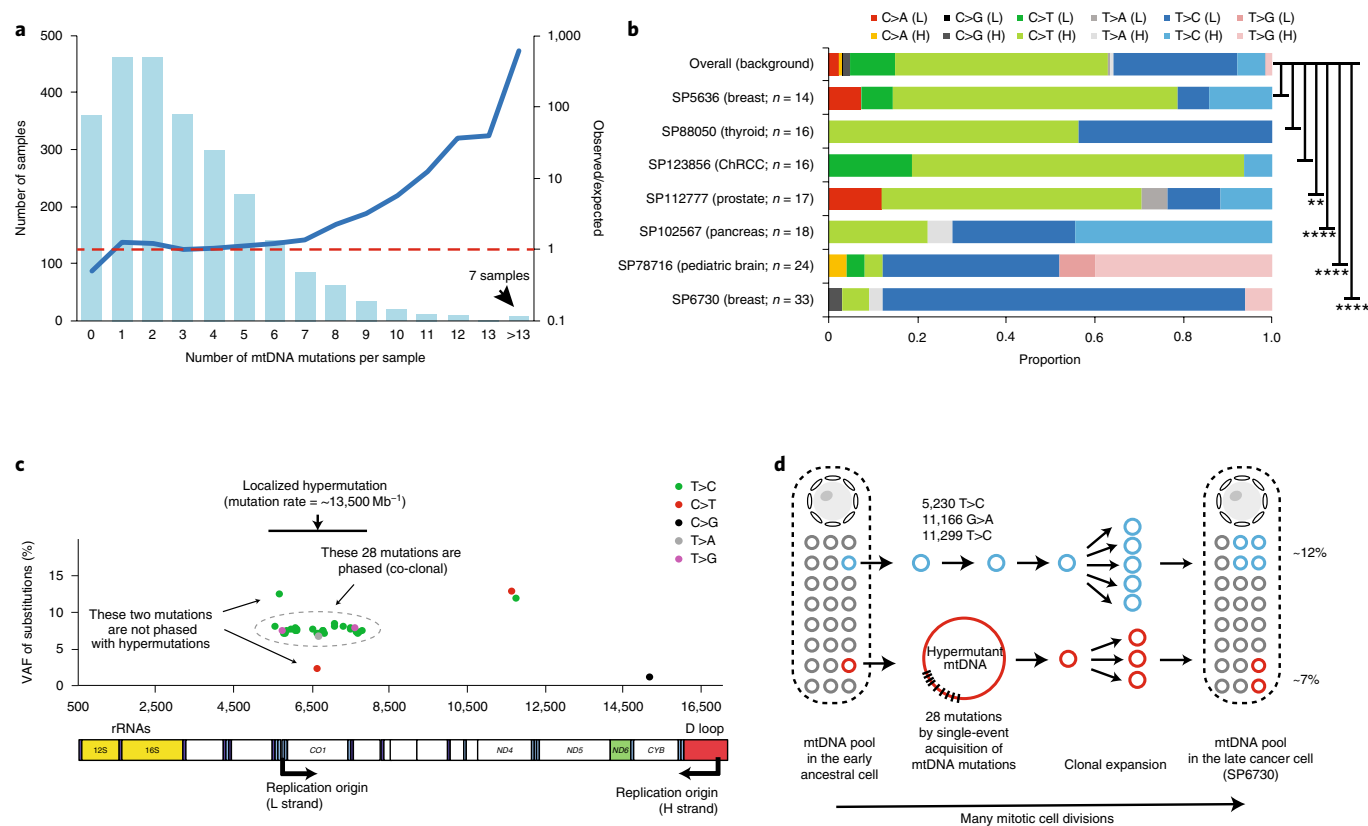 a
500
400
300
200
100
0
Number of samples
1,000
100
10
1
0.1
Observed/expected
7 samples
0 1 2 3 4 5 6 7 8 9 10 11 12 13 >13
Number of mtDNA mutations per sample
b
C>A (L) C>G (L) C>T (L) T>A (L) T>C (L) T>G (L)
C>A (H) C>G (H) C>T (H) T>A (H) T>C (H) T>G (H)
Overall (background)
SP5636 (breast; n = 14)
SP88050 (thyroid; n = 16)
SP123856 (ChRCC; n = 16)
SP112777 (prostate; n = 17)
SP102567 (pancreas; n = 18)
SP78716 (pediatric brain; n = 24)
SP6730 (breast; n = 33)
**
****
****
****
0 0.2 0.4 0.6 0.8 1.0
Proportion
c
Localized hypermutation
(mutation rate = ~13,500 Mb⁻¹)
T>C
C>T
C>G
T>A
T>G
These 28 mutations are
phased (co-clonal)
These two mutations
are not phased
with hypermutations
VAF of substitutions (%)
15
10
5
0
500 2,500 4,500 6,500 8,500 10,500 12,500 14,500 16,500
rRNAs
D loop
12S 16S CO1 ND4 ND5 ND6 CYB
Replication origin
(L strand)
Replication origin
(H strand)
d
5,230 T>C
11,166 G>A
11,299 T>C
~12%
Hypermutant
mtDNA
~7%
mtDNA pool
in the early
ancestral cell
28 mutations
by single-event
acquisition of
mtDNA mutations
Clonal expansion
mtDNA pool
in the late cancer cell
(SP6730)
Many mitotic cell divisions